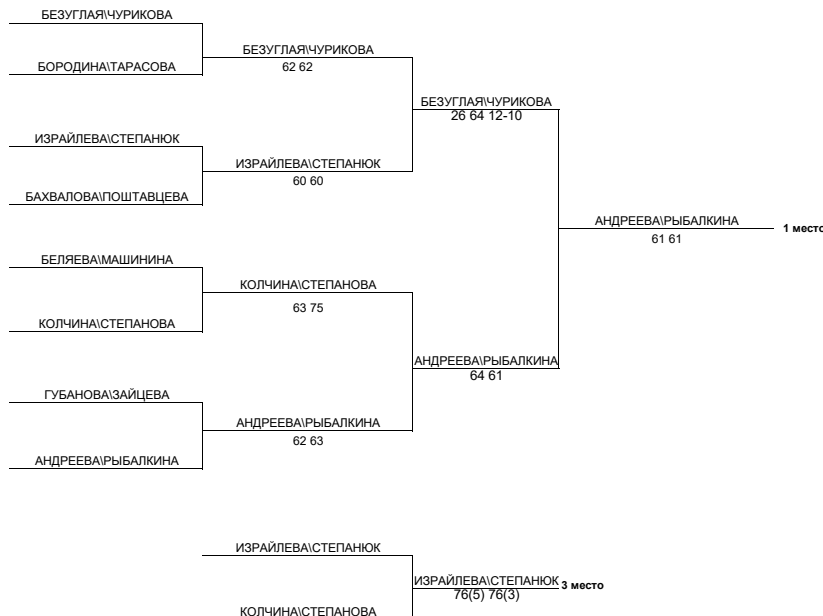 БЕЗУГЛАЯ\ЧУРИКОВА
БЕЗУГЛАЯ\ЧУРИКОВА
БОРОДИНА\ТАРАСОВА
62 62
БЕЗУГЛАЯ\ЧУРИКОВА
26 64 12-10
ИЗРАЙЛЕВА\СТЕПАНЮК
ИЗРАЙЛЕВА\СТЕПАНЮК
60 60
БАХВАЛОВА\ПОШТАВЦЕВА
АНДРЕЕВА\РЫБАЛКИНА
1 место
61 61
БЕЛЯЕВА\МАШИНИНА
КОЛЧИНА\СТЕПАНОВА
63 75
КОЛЧИНА\СТЕПАНОВА
АНДРЕЕВА\РЫБАЛКИНА
64 61
ГУБАНОВА\ЗАЙЦЕВА
АНДРЕЕВА\РЫБАЛКИНА
62 63
АНДРЕЕВА\РЫБАЛКИНА
ИЗРАЙЛЕВА\СТЕПАНЮК
ИЗРАЙЛЕВА\СТЕПАНЮК
3 место
76(5) 76(3)
КОЛЧИНА\СТЕПАНОВА